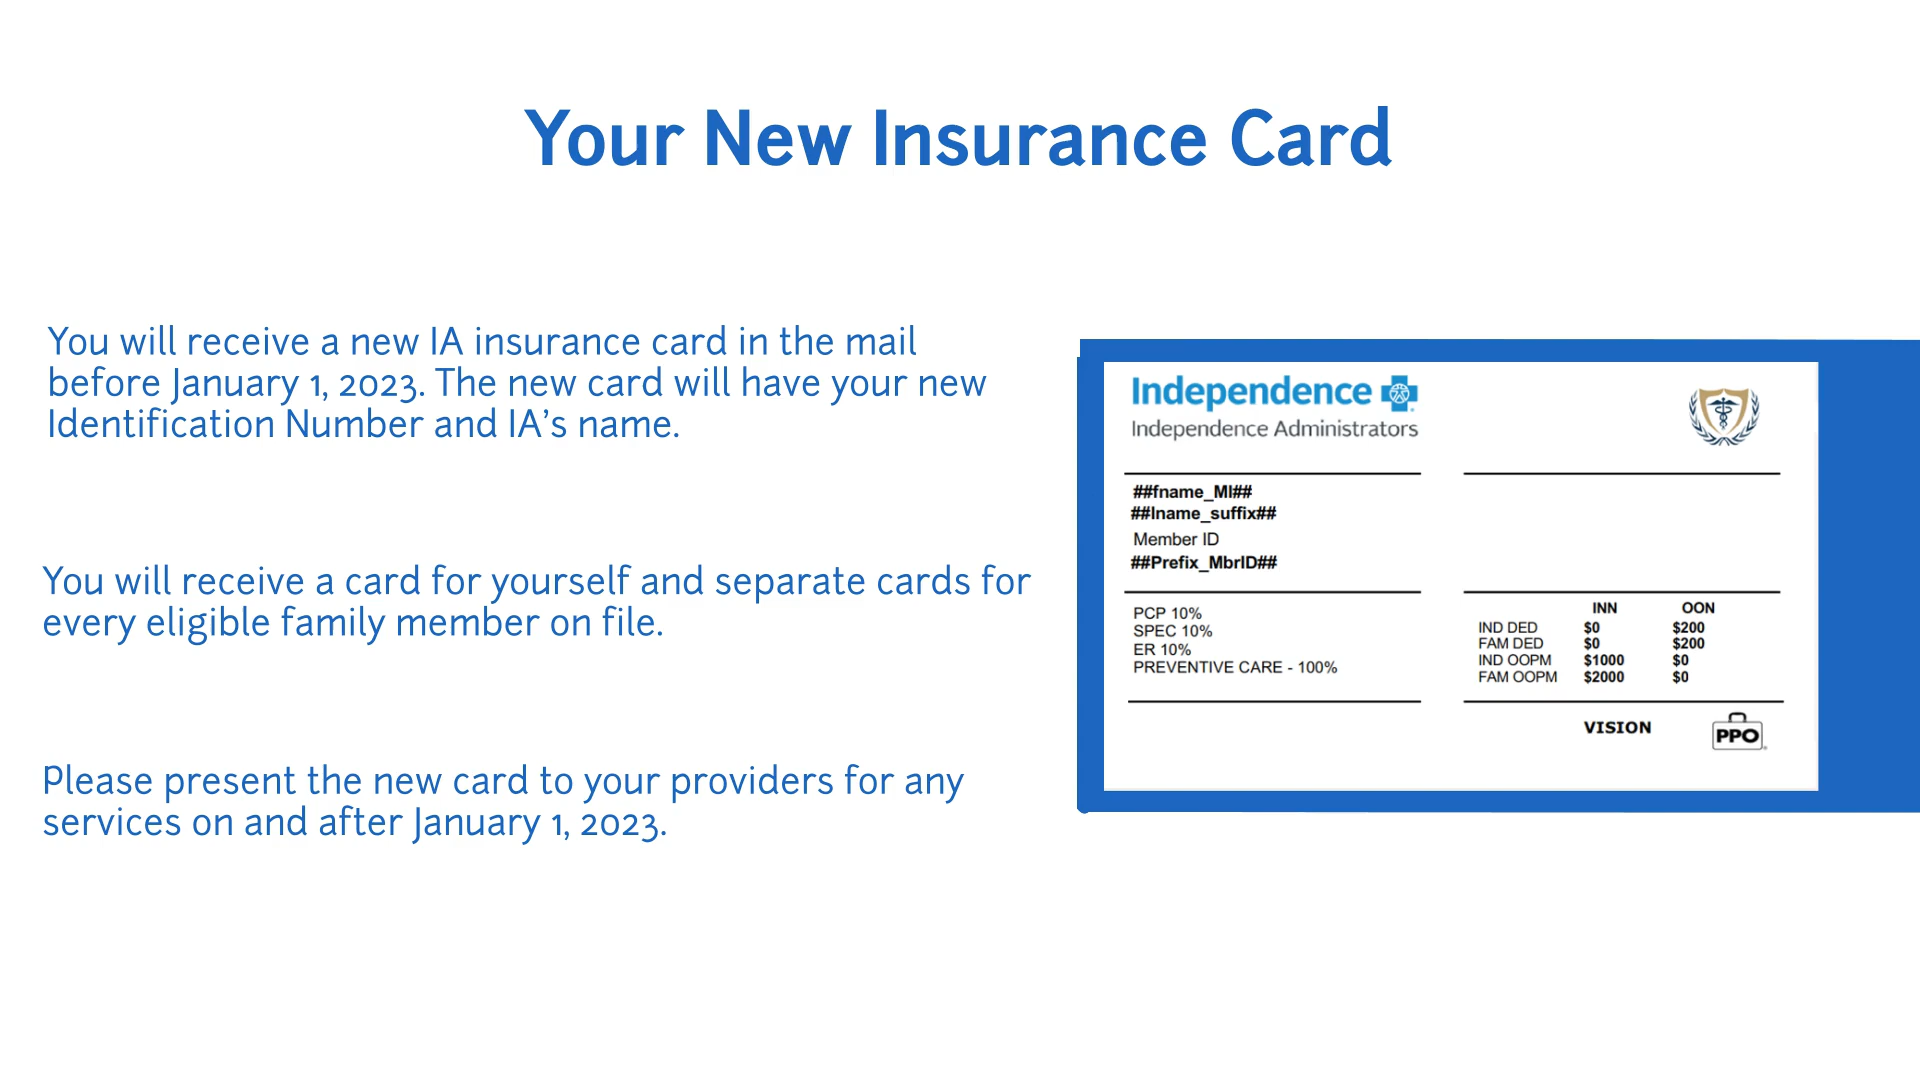 Your New Insurance Card
You will receive a new IA insurance card in the mail
before January 1, 2023. The new card will have your new
Identification Number and IA's name.
You will receive a card for yourself and separate cards for
every eligible family member on file.
Please present the new card to your providers for any
services on and after January 1, 2023.
Independence
Independence Administrators
##fname_MI##
##lname_suffix##
Member ID
##Prefix_MbrID##
PCP 10%
SPEC 10%
ER 10%
PREVENTIVE CARE - 100%
INN OON
IND DED $0 $200
FAM DED $0 $200
IND OOPM $1000 $0
FAM OOPM $2000 $0
VISION
PPO